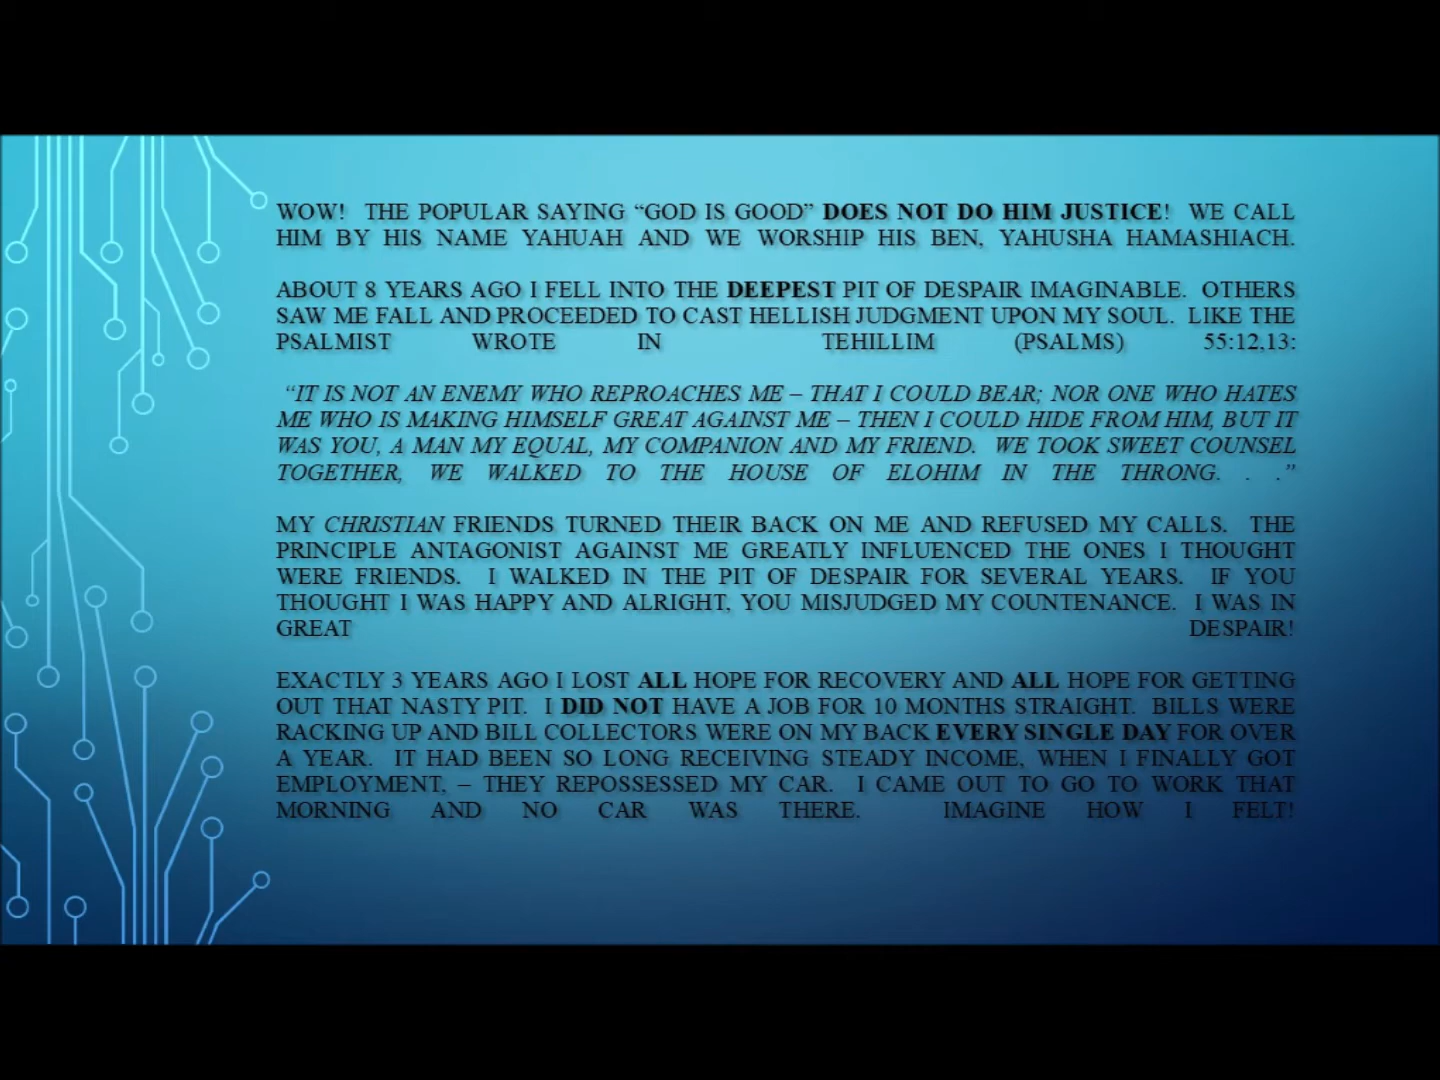 WOW! THE POPULAR SAYING “GOD IS GOOD” DOES NOT DO HIM JUSTICE! WE CALL
HIM BY HIS NAME YAHUAH AND WE WORSHIP HIS BEN, YAHUSHA HAMASHIACH.
ABOUT 8 YEARS AGO I FELL INTO THE DEEPEST PIT OF DESPAIR IMAGINABLE. OTHERS
SAW ME FALL AND PROCEEDED TO CAST HELLISH JUDGMENT UPON MY SOUL. LIKE THE
PSALMIST WROTE IN TEHILLIM (PSALMS) 55:12,13:
“IT IS NOT AN ENEMY WHO REPROACHES ME – THAT I COULD BEAR; NOR ONE WHO HATES
ME WHO IS MAKING HIMSELF GREAT AGAINST ME – THEN I COULD HIDE FROM HIM, BUT IT
WAS YOU, A MAN MY EQUAL, MY COMPANION AND MY FRIEND. WE TOOK SWEET COUNSEL
TOGETHER, WE WALKED TO THE HOUSE OF ELOHIM IN THE THRONG. . .”
MY CHRISTIAN FRIENDS TURNED THEIR BACK ON ME AND REFUSED MY CALLS. THE
PRINCIPLE ANTAGONIST AGAINST ME GREATLY INFLUENCED THE ONES I THOUGHT
WERE FRIENDS. I WALKED IN THE PIT OF DESPAIR FOR SEVERAL YEARS. IF YOU
THOUGHT I WAS HAPPY AND ALRIGHT, YOU MISJUDGED MY COUNTENANCE. I WAS IN
GREAT DESPAIR!
EXACTLY 3 YEARS AGO I LOST ALL HOPE FOR RECOVERY AND ALL HOPE FOR GETTING
OUT THAT NASTY PIT. I DID NOT HAVE A JOB FOR 10 MONTHS STRAIGHT. BILLS WERE
RACKING UP AND BILL COLLECTORS WERE ON MY BACK EVERY SINGLE DAY FOR OVER
A YEAR. IT HAD BEEN SO LONG RECEIVING STEADY INCOME, WHEN I FINALLY GOT
EMPLOYMENT, – THEY REPOSSESSED MY CAR. I CAME OUT TO GO TO WORK THAT
MORNING AND NO CAR WAS THERE. IMAGINE HOW I FELT!